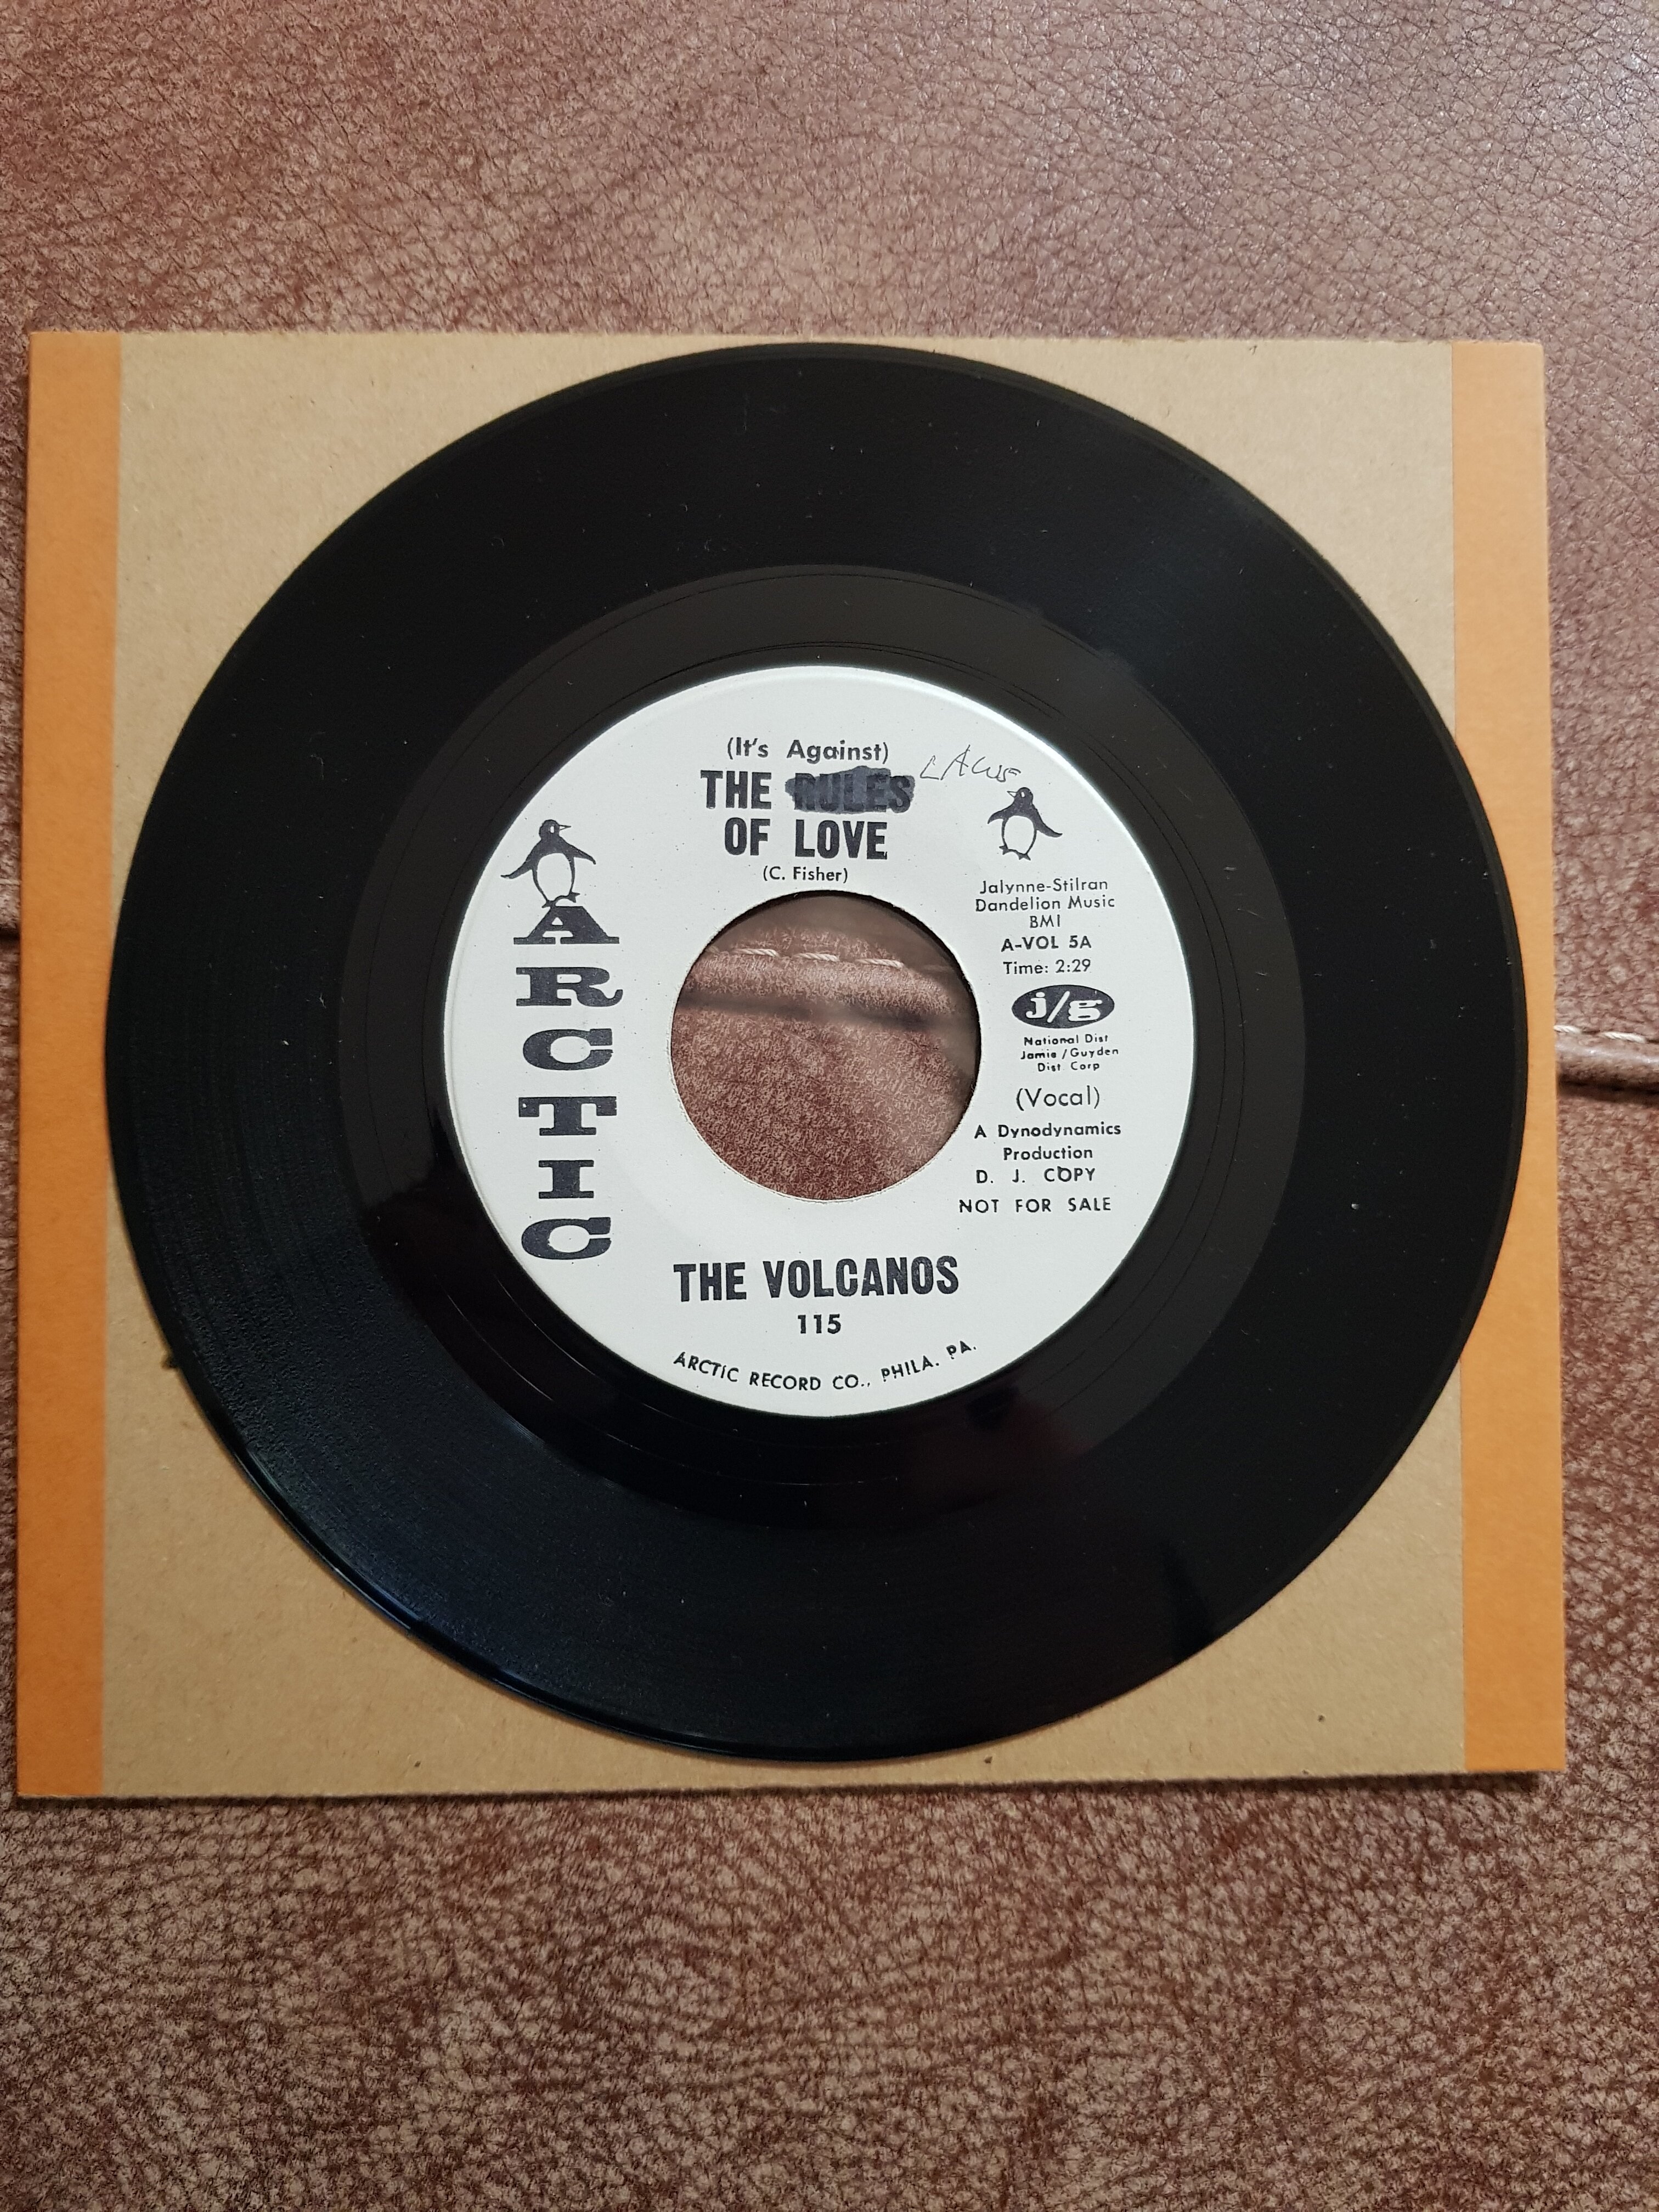 (It's Against)
THE RULES LAWS
OF LOVE
(C. Fisher)
ARCTIC
Jalynne-Stilran
Dandelion Music
BMI
A-VOL 5A
Time: 2:29
j/g
National Dist
Jamie/Guyden
Dist Corp
(Vocal)
A Dynodynamics
Production
D. J. COPY
NOT FOR SALE
THE VOLCANOS
115
ARCTIC RECORD CO., PHILA. PA.